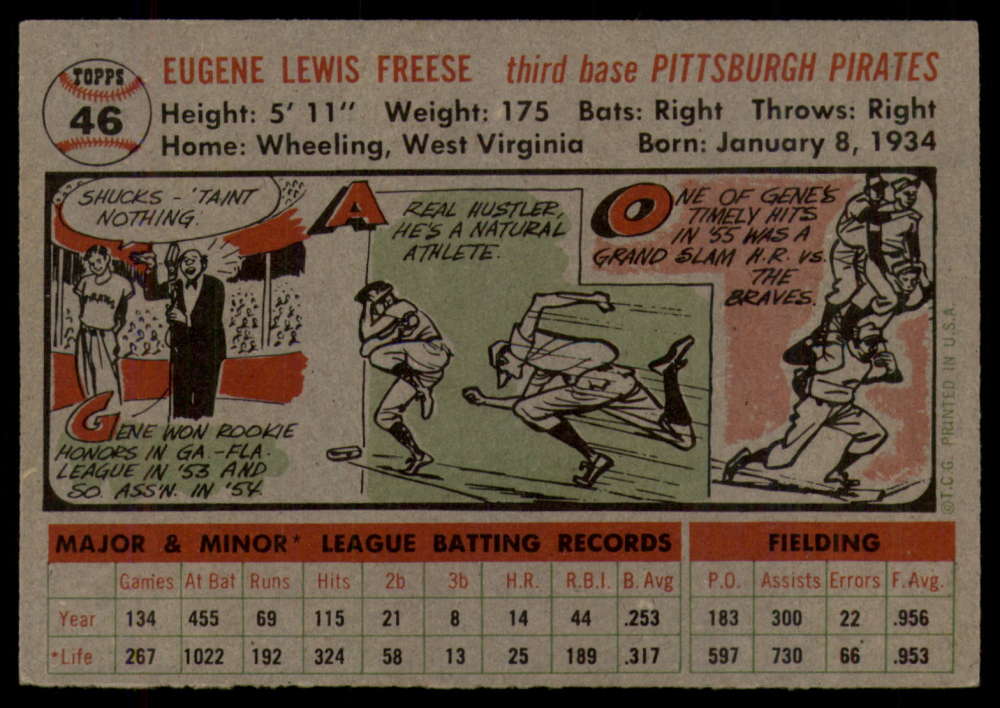 TOPPS
46
EUGENE LEWIS FREESE third base PITTSBURGH PIRATES
Height: 5' 11" Weight: 175 Bats: Right Throws: Right
Home: Wheeling, West Virginia Born: January 8, 1934
SHUCKS - 'TAINT
NOTHING.
GENE WON ROOKIE
HONORS IN GA.-FLA.
LEAGUE IN '53 AND
SO. ASS'N. IN '54.
A REAL HUSTLER,
HE'S A NATURAL
ATHLETE.
ONE OF GENE'S
TIMELY HITS
IN '55 WAS A
GRAND SLAM H.R. VS.
THE
BRAVES.
©T.C.G. PRINTED IN U.S.A.
MAJOR & MINOR* LEAGUE BATTING RECORDS FIELDING
Games At Bat Runs Hits 2b 3b H.R. R.B.I. B. Avg P.O. Assists Errors F. Avg.
Year 134 455 69 115 21 8 14 44 .253 183 300 22 .956
*Life 267 1022 192 324 58 13 25 189 .317 597 730 66 .953